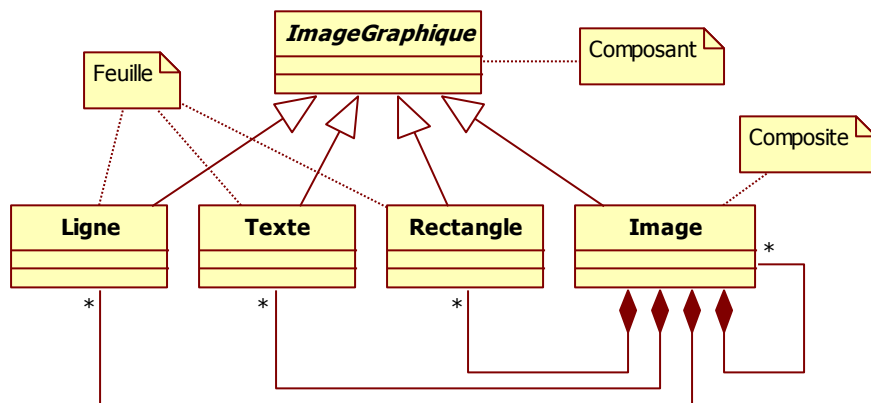 ImageGraphique
Composant
Feuille
Composite
Ligne
Texte
Rectangle
Image
*
*
*
*